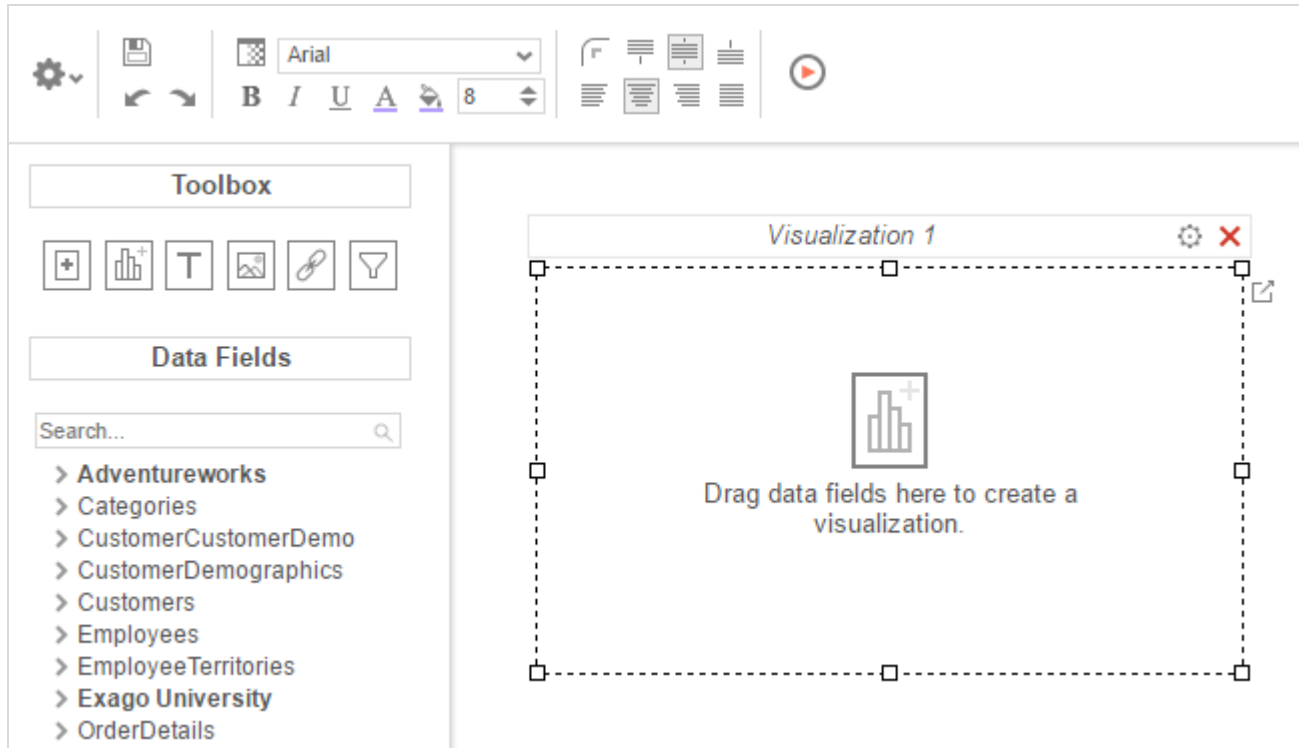 Arial
B I U A 8
Toolbox
T
Data Fields
Search...
Adventureworks
Categories
CustomerCustomerDemo
CustomerDemographics
Customers
Employees
EmployeeTerritories
Exago University
OrderDetails
Visualization 1
Drag data fields here to create a
visualization.